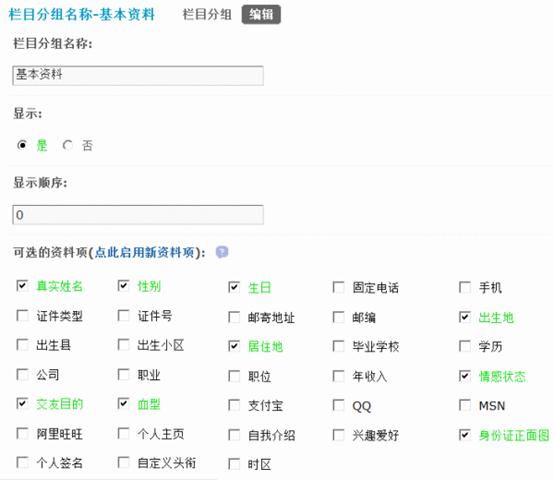 栏目分组名称-基本资料 栏目分组 编辑
栏目分组名称:
基本资料
显示:
是 否
显示顺序:
0
可选的资料项(点此启用新资料项): ?
真实姓名 性别 生日 固定电话 手机
证件类型 证件号 邮寄地址 邮编 出生地
出生县 出生小区 居住地 毕业学校 学历
公司 职业 职位 年收入 情感状态
交友目的 血型 支付宝 QQ MSN
阿里旺旺 个人主页 自我介绍 兴趣爱好 身份证正面图
个人签名 自定义头衔 时区